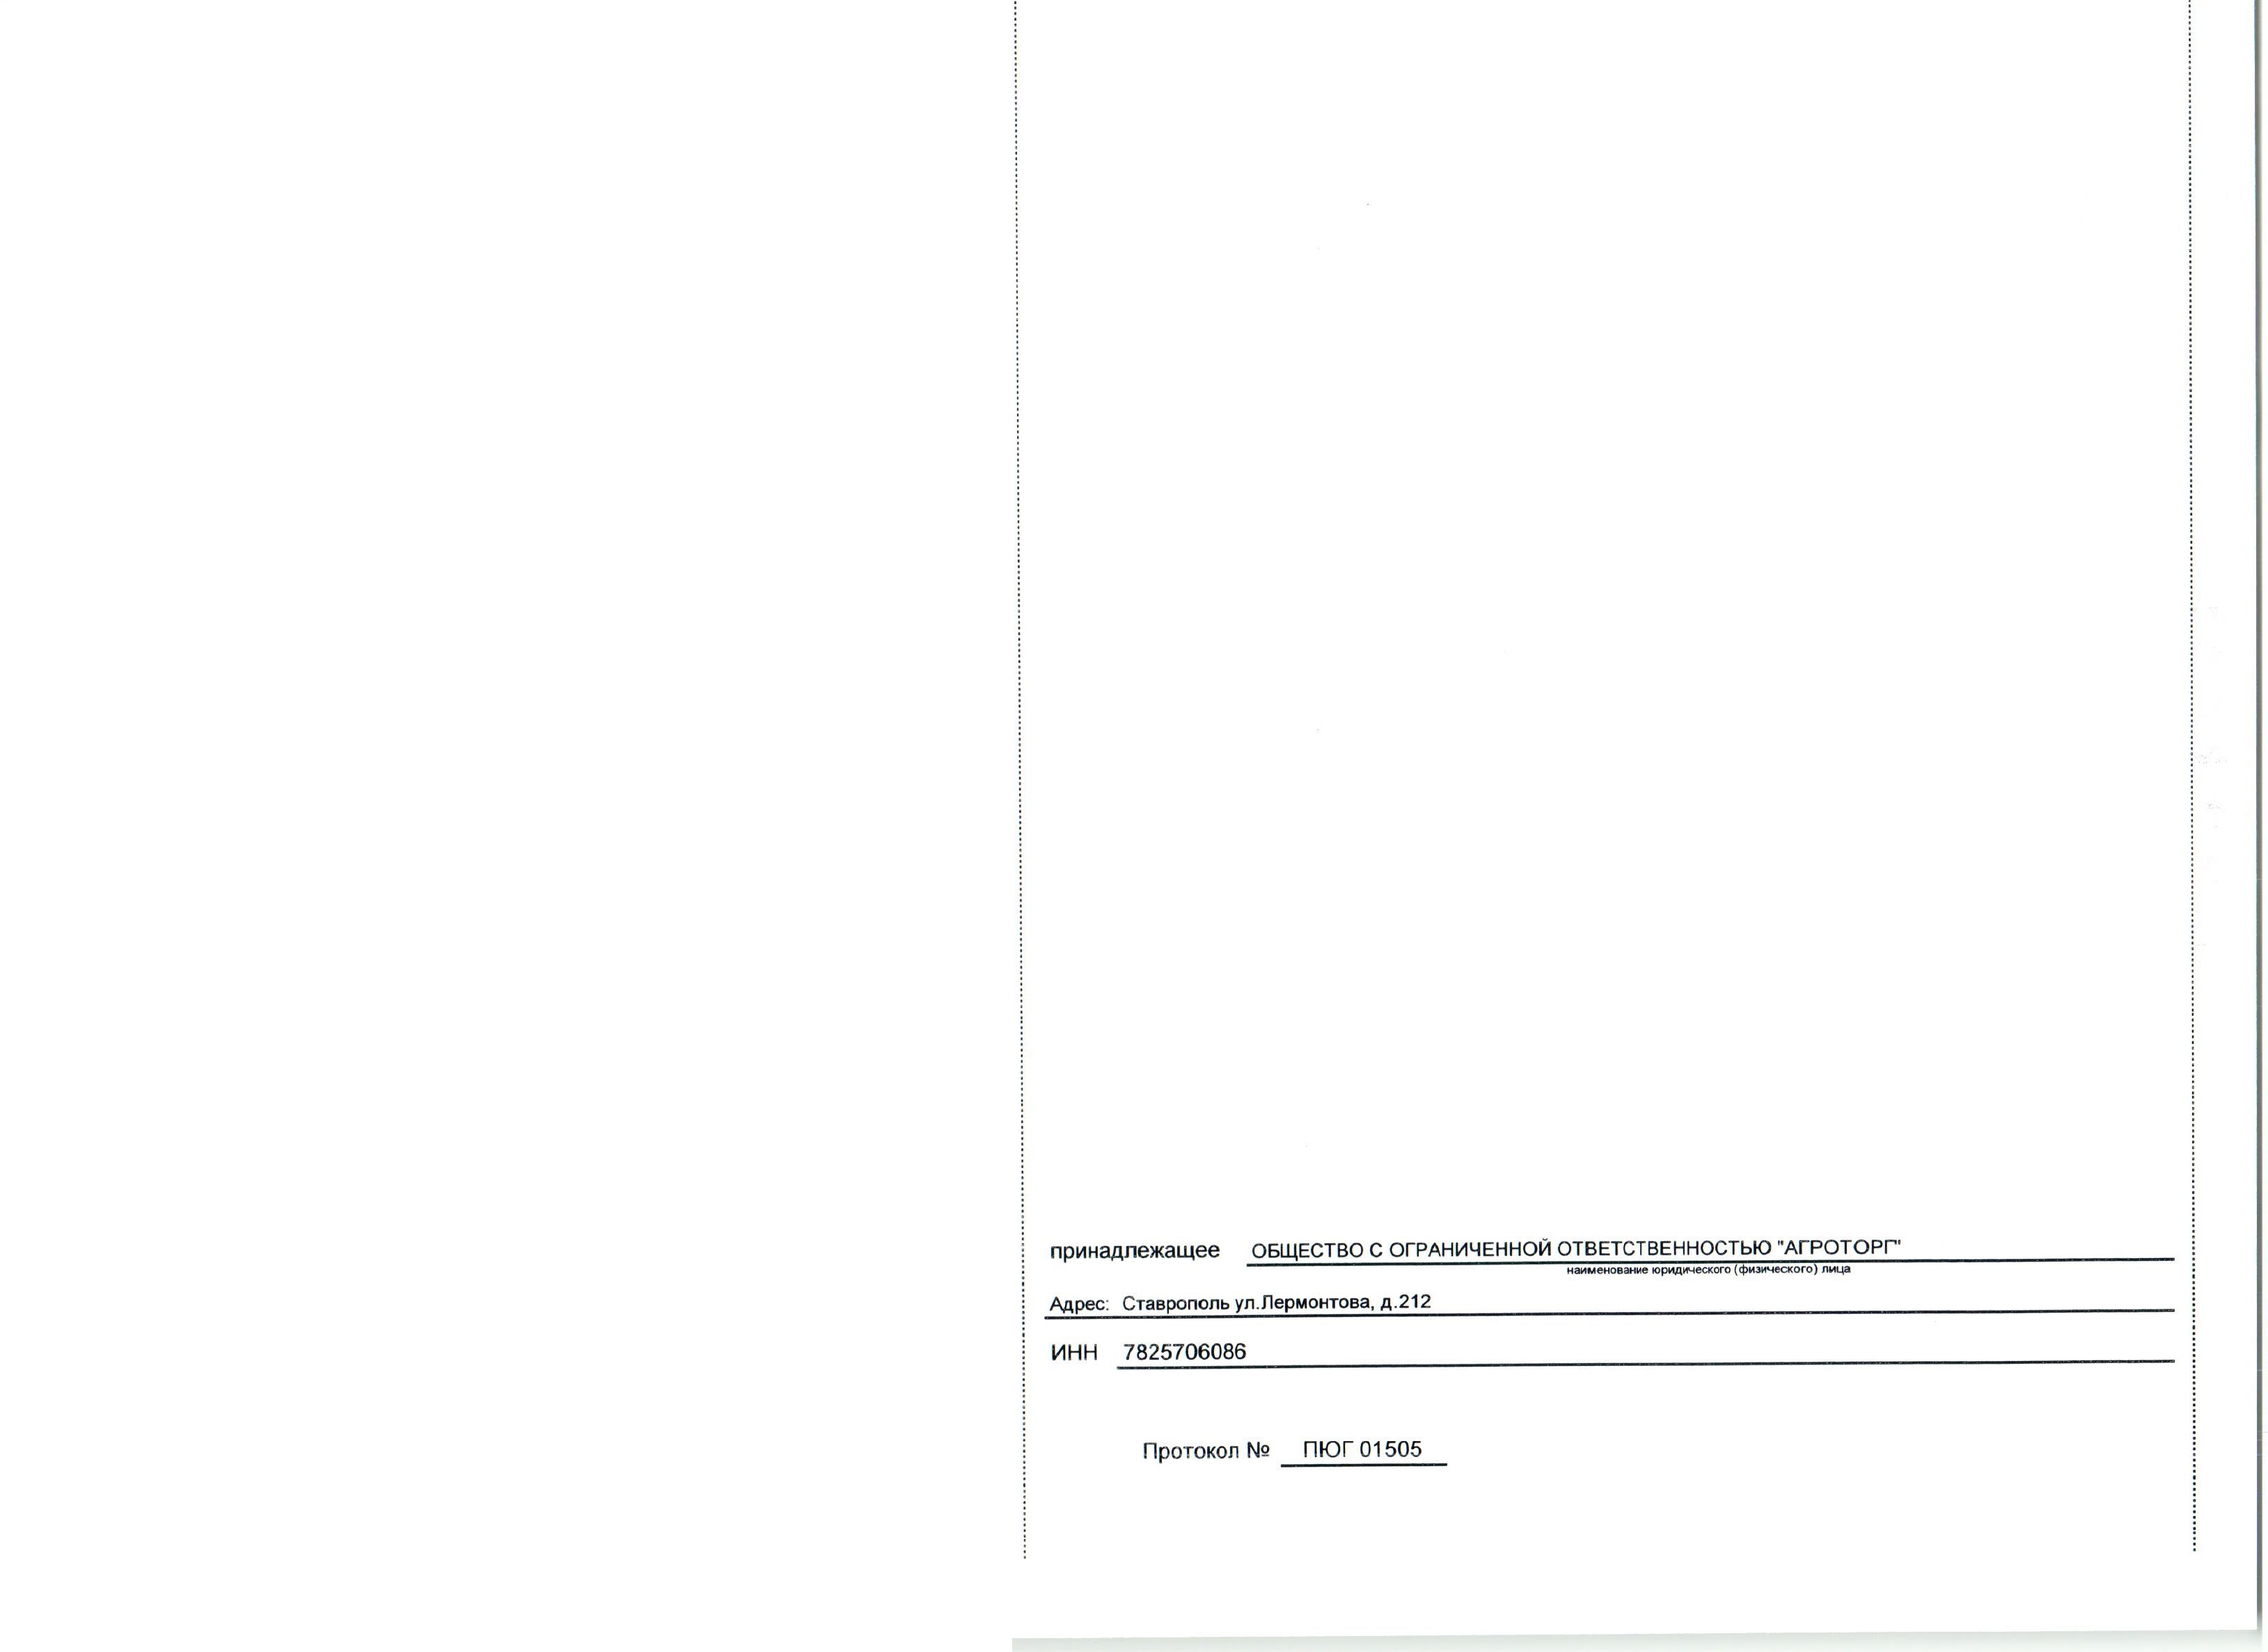 принадлежащее ОБЩЕСТВО С ОГРАНИЧЕННОЙ ОТВЕТСТВЕННОСТЬЮ "АГРОТОРГ"
наименование юридического (физического) лица
Адрес: Ставрополь ул.Лермонтова, д.212
ИНН 7825706086
Протокол № ПЮГ 01505